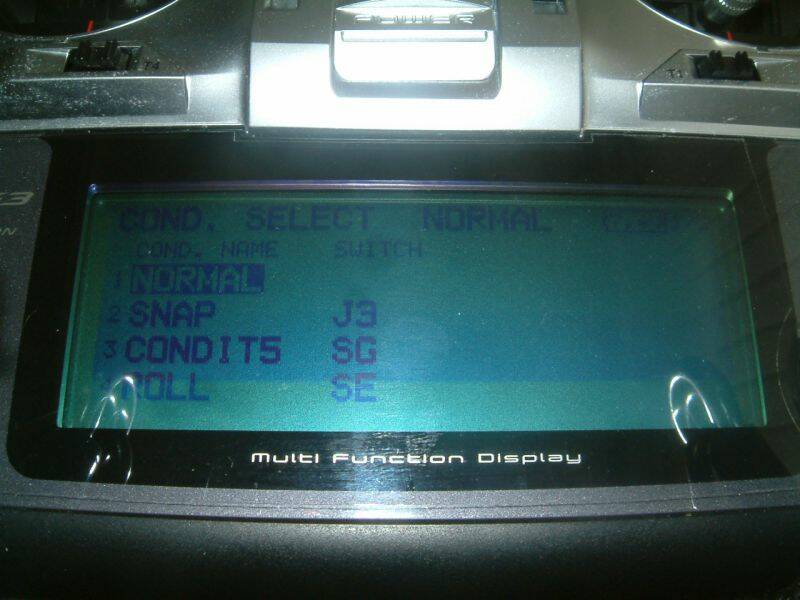 POWER
COND. SELECT NORMAL
COND. NAME SWITCH
1 NORMAL
2 SNAP J3
3 CONDIT5 SG
ROLL SE
Multi Function Display